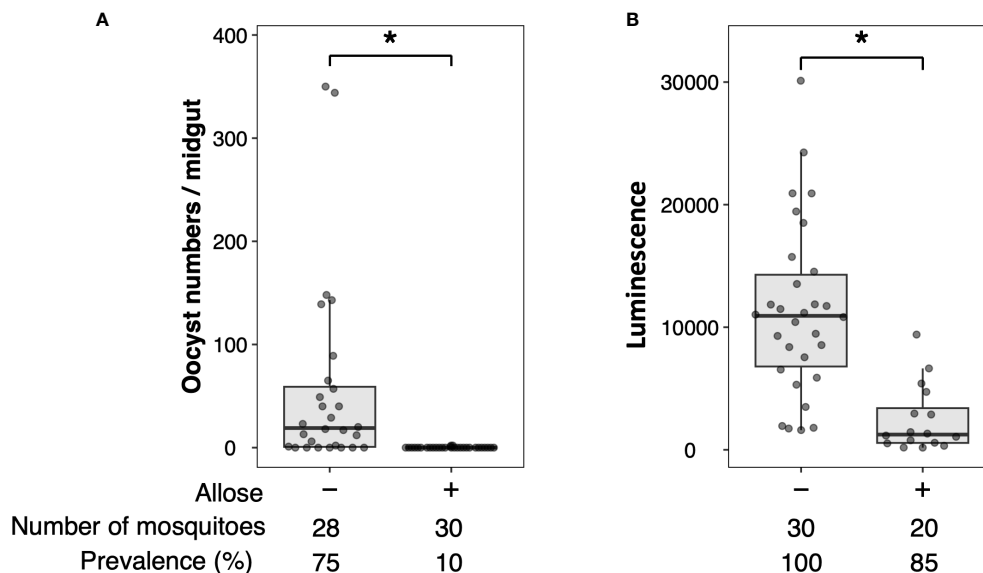 A
B
*
*
400
300
200
100
0
Oocyst numbers / midgut
30000
20000
10000
0
Luminescence
Allose − + − +
Number of mosquitoes 28 30 30 20
Prevalence (%) 75 10 100 85